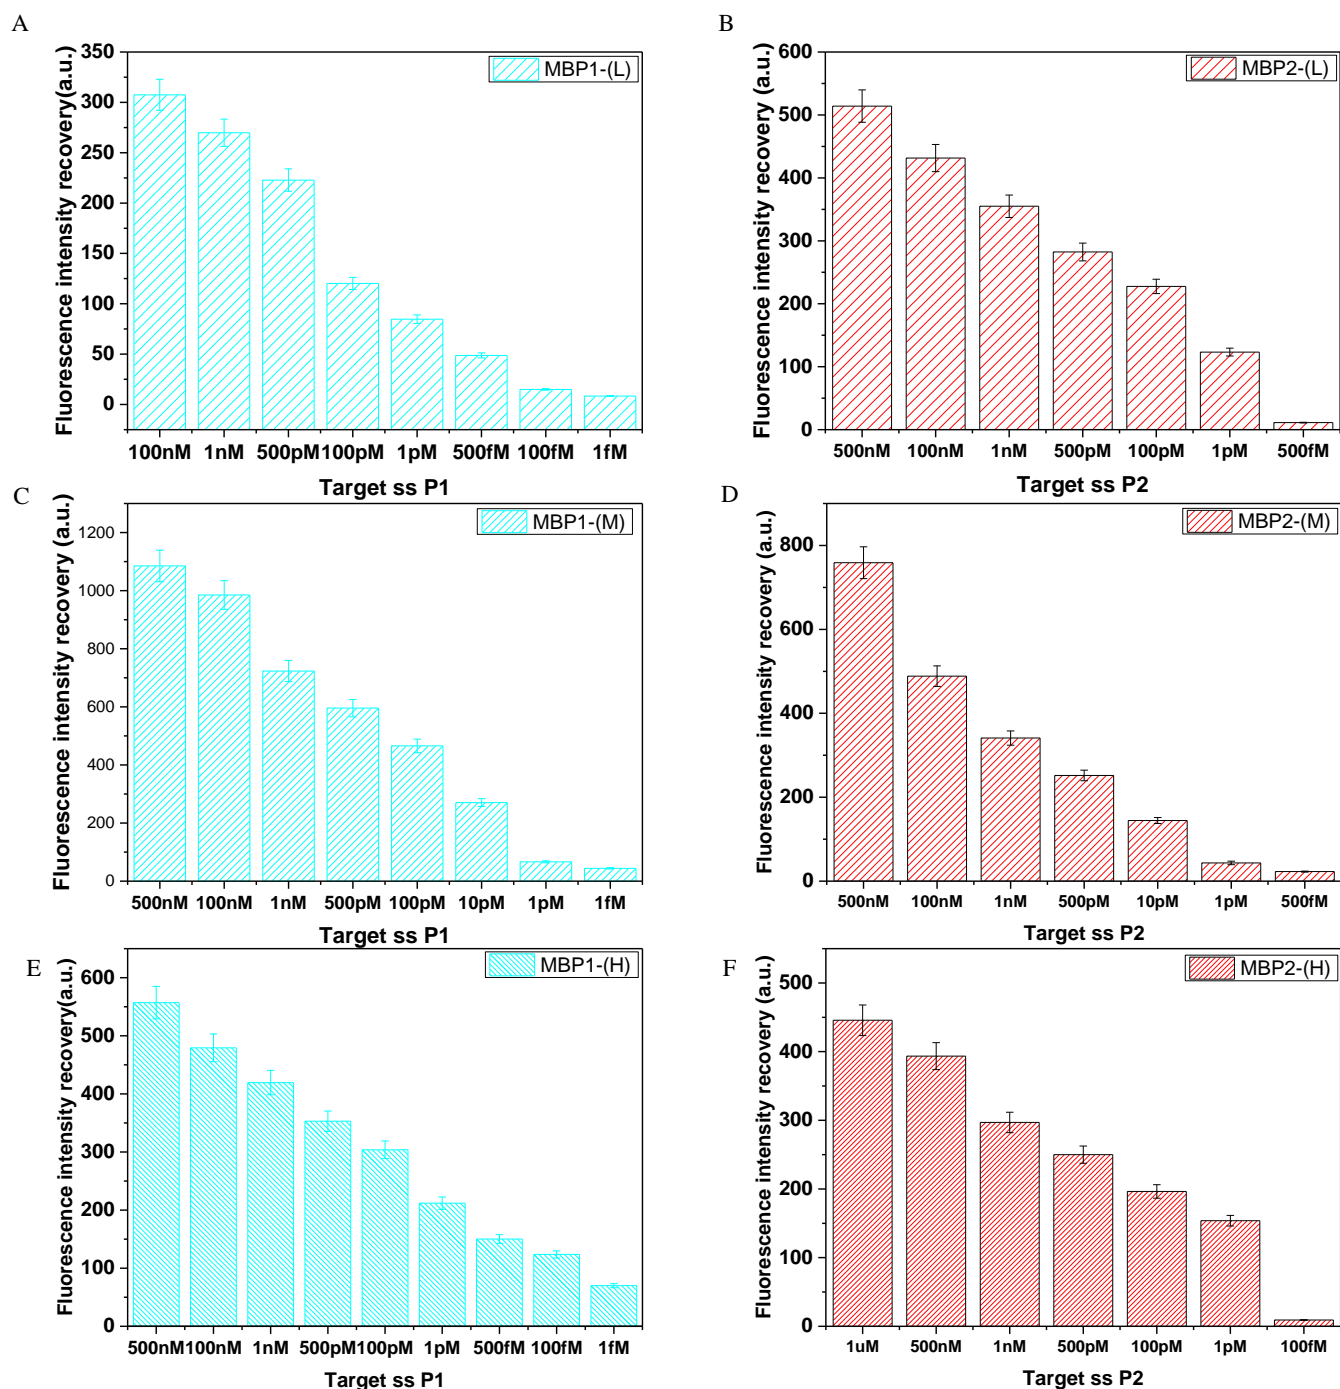 A
Fluorescence intensity recovery(a.u.)
350
300
250
200
150
100
50
0
MBP1-(L)
100nM 1nM 500pM 100pM 1pM 500fM 100fM 1fM
Target ss P1
B
Fluorescence intensity recovery (a.u.)
600
500
400
300
200
100
0
MBP2-(L)
500nM 100nM 1nM 500pM 100pM 1pM 500fM
Target ss P2
C
Fluorescence intensity recovery (a.u.)
1200
1000
800
600
400
200
0
MBP1-(M)
500nM 100nM 1nM 500pM 100pM 10pM 1pM 1fM
Target ss P1
D
Fluorescence intensity recovery (a.u.)
800
600
400
200
0
MBP2-(M)
500nM 100nM 1nM 500pM 10pM 1pM 500fM
Target ss P2
E
Fluorescence intensity recovery(a.u.)
600
500
400
300
200
100
0
MBP1-(H)
500nM 100nM 1nM 500pM 100pM 1pM 500fM 100fM 1fM
Target ss P1
F
Fluorescence intensity recovery (a.u.)
500
400
300
200
100
0
MBP2-(H)
1uM 500nM 1nM 500pM 100pM 1pM 100fM
Target ss P2